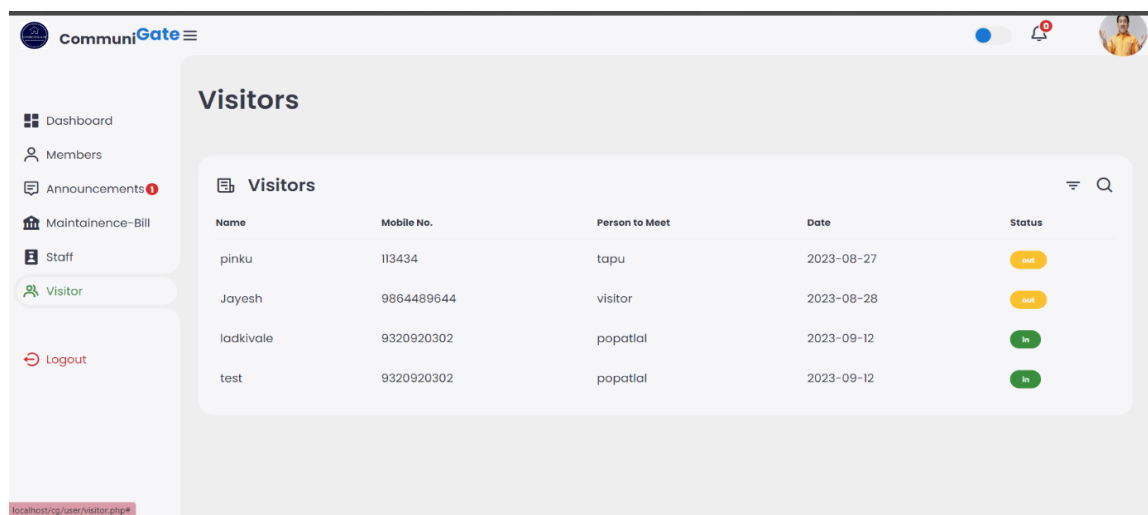 CommuniGate
0
Visitors
Dashboard
Members
Announcements 1
Maintainence-Bill
Staff
Visitor
Logout
Visitors
Name Mobile No. Person to Meet Date Status
pinku 113434 tapu 2023-08-27 out
Jayesh 9864489644 visitor 2023-08-28 out
ladkivale 9320920302 popatlal 2023-09-12 in
test 9320920302 popatlal 2023-09-12 in
localhost/cg/user/visitor.php#